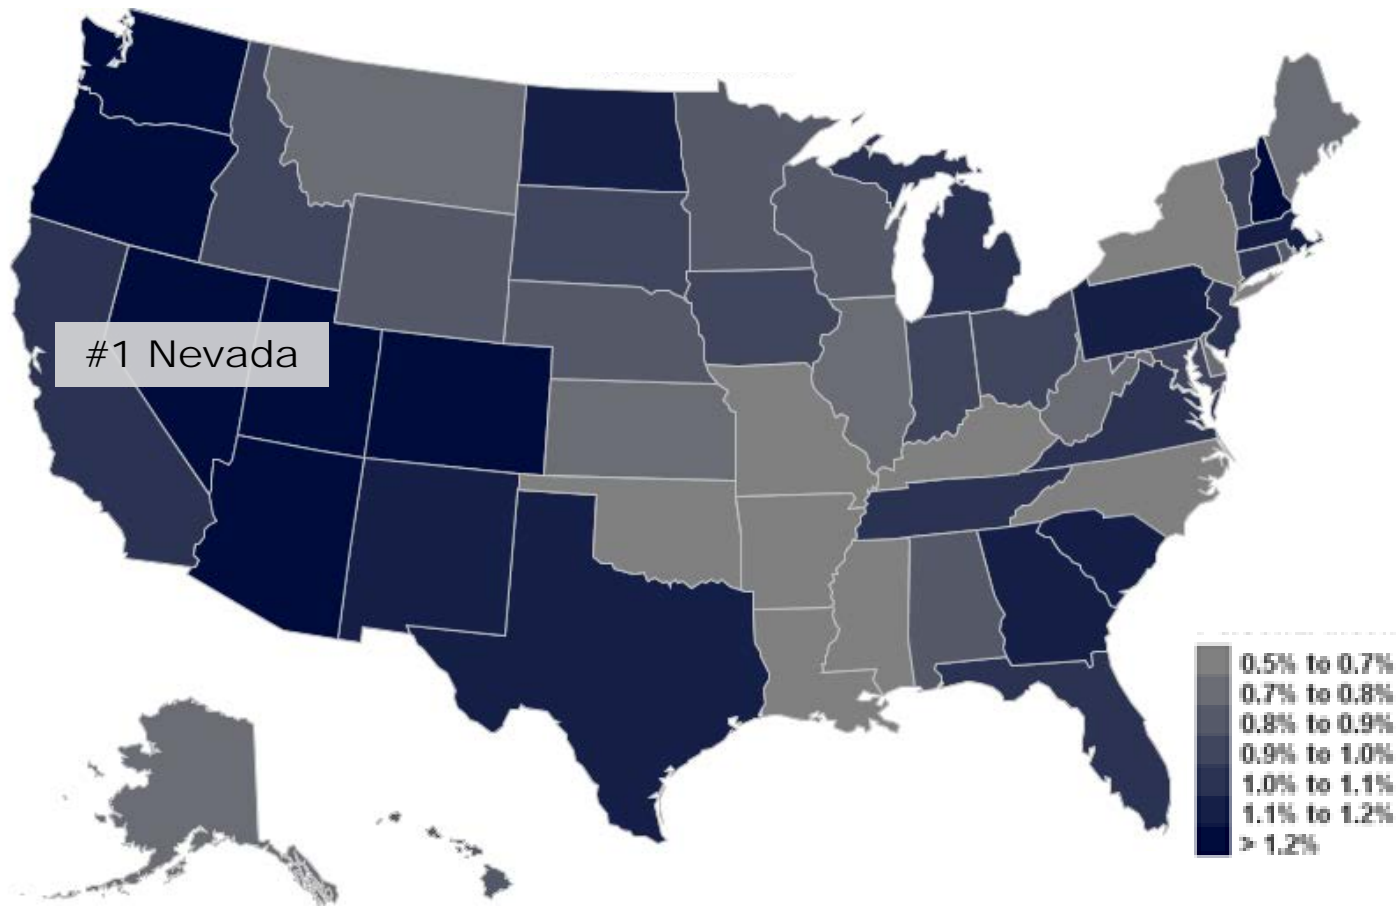 #1 Nevada
0.5% to 0.7%
0.7% to 0.8%
0.8% to 0.9%
0.9% to 1.0%
1.0% to 1.1%
1.1% to 1.2%
> 1.2%